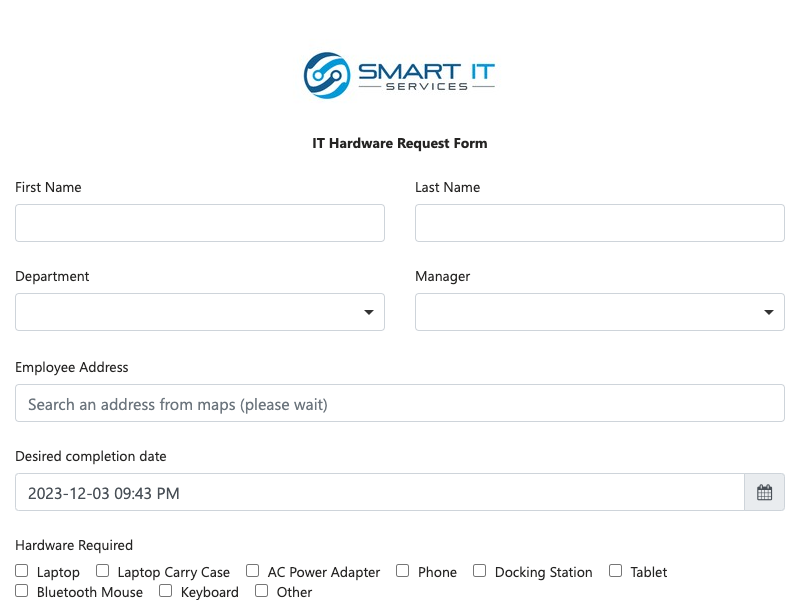 SMART IT
SERVICES
IT Hardware Request Form
First Name Last Name
Department Manager
Employee Address
Search an address from maps (please wait)
Desired completion date
2023-12-03 09:43 PM
Hardware Required
Laptop Laptop Carry Case AC Power Adapter Phone Docking Station Tablet
Bluetooth Mouse Keyboard Other